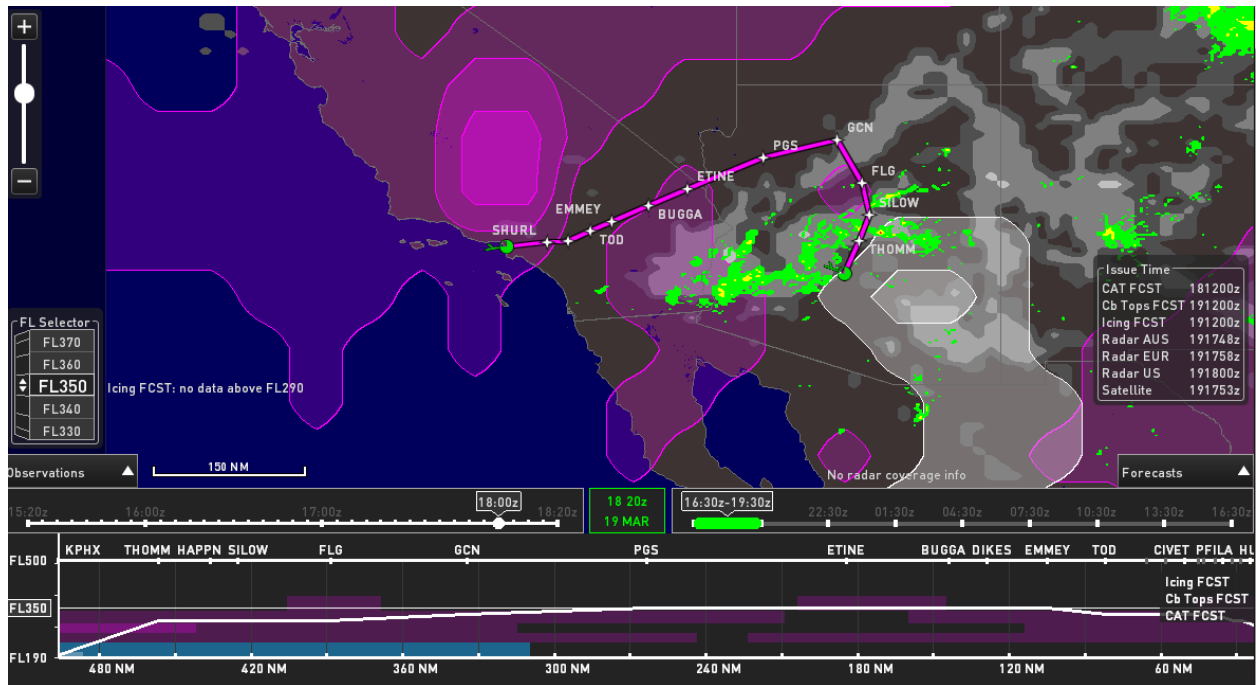 +
−
GCN
PGS
FLG
ETINE
SILOW
EMMEY
BUGGA
SHURL
TOD
THOMM
Issue Time
CAT FCST 181200z
Cb Tops FCST 191200z
Icing FCST 191200z
Radar AUS 191748z
Radar EUR 191758z
Radar US 191800z
Satellite 191753z
FL Selector
FL370
FL360
FL350
FL340
FL330
Icing FCST: no data above FL290
150 NM
No radar coverage info
Observations
Forecasts
15:20z 16:00z 17:00z 18:00z 18:20z
18 20z
19 MAR
16:30z-19:30z 22:30z 01:30z 04:30z 07:30z 10:30z 13:30z 16:30z
KPHX THOMM HAPPN SILOW FLG GCN PGS ETINE BUGGA DIKES EMMEY TOD CIVET PFILA HL
FL500
Icing FCST
Cb Tops FCST
CAT FCST
FL350
FL190
480 NM 420 NM 360 NM 300 NM 240 NM 180 NM 120 NM 60 NM